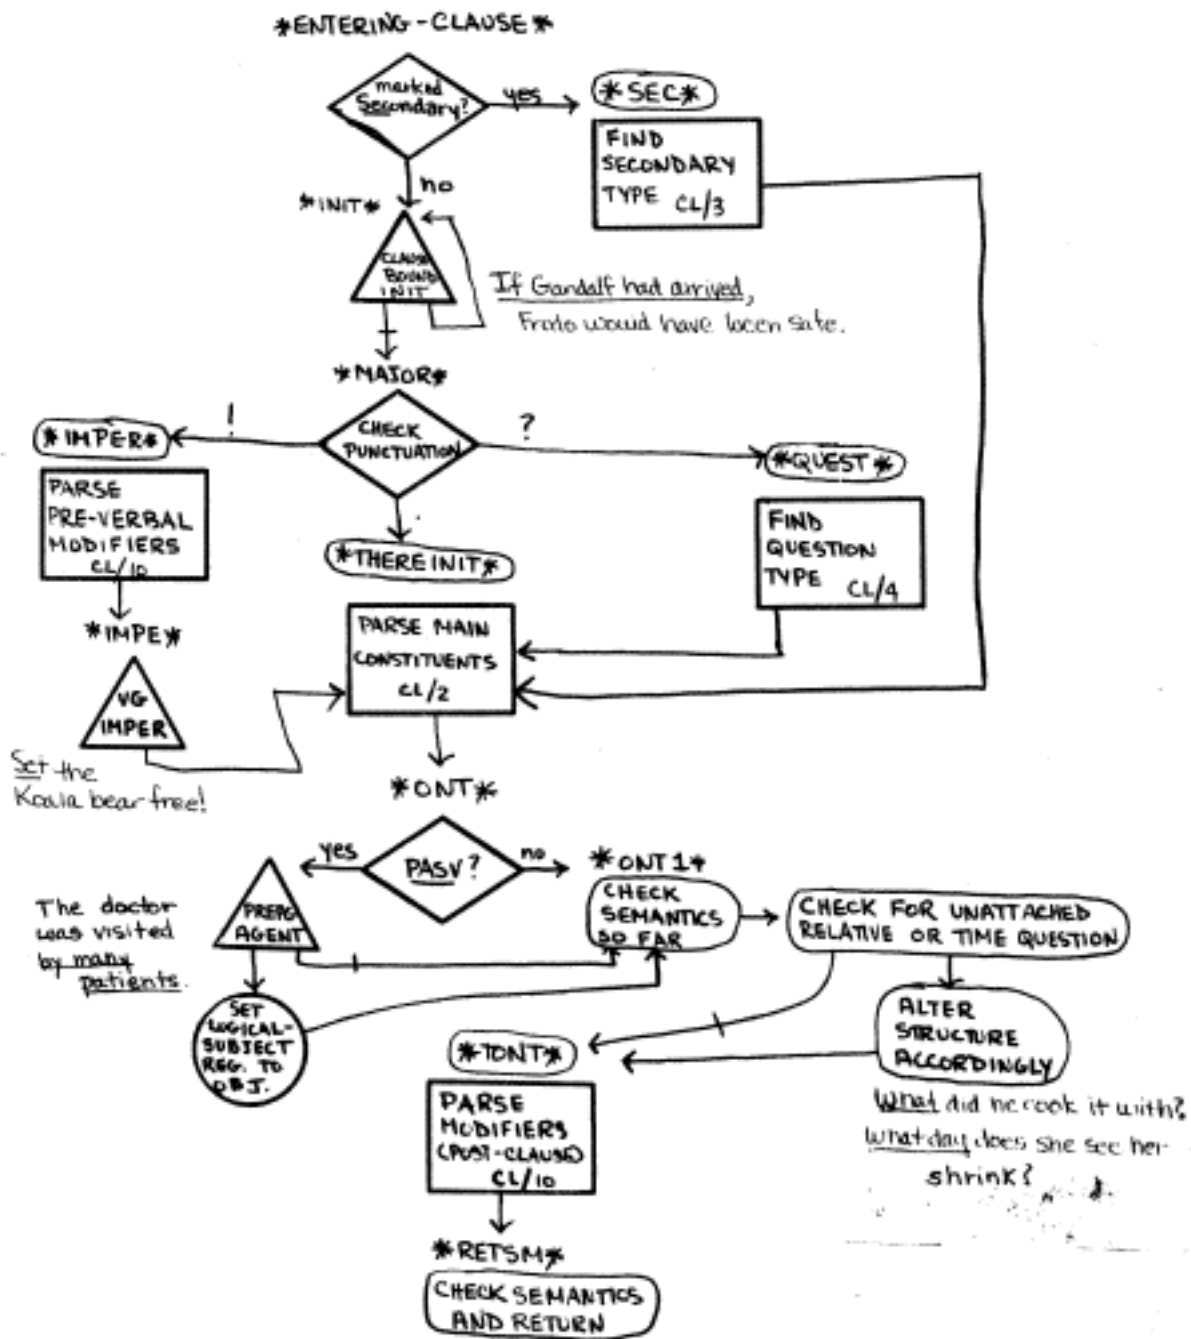 *ENTERING-CLAUSE*
marked
Secondary?
yes
*SEC*
FIND
SECONDARY
TYPE CL/3
no
*INIT*
CLAUSE
BOUND
INIT
If Gandalf had arrived,
Frodo would have been safe.
*MAJOR*
CHECK
PUNCTUATION
!
?
.
*IMPER*
PARSE
PRE-VERBAL
MODIFIERS
CL/10
*QUEST*
FIND
QUESTION
TYPE CL/4
*THEREINIT*
*IMPE*
VG
IMPER
PARSE MAIN
CONSTITUENTS
CL/2
Set the
Koala bear free!
*ONT*
PASV?
yes
no
*ONT1*
CHECK
SEMANTICS
SO FAR
CHECK FOR UNATTACHED
RELATIVE OR TIME QUESTION
PREPG
AGENT
The doctor
was visited
by many
patients.
SET
LOGICAL-
SUBJECT
REG. TO
OBJ.
ALTER
STRUCTURE
ACCORDINGLY
*TONT*
PARSE
MODIFIERS
(POST-CLAUSE)
CL/10
What did he cook it with?
What day does she see her
shrink?
*RETSM*
CHECK SEMANTICS
AND RETURN